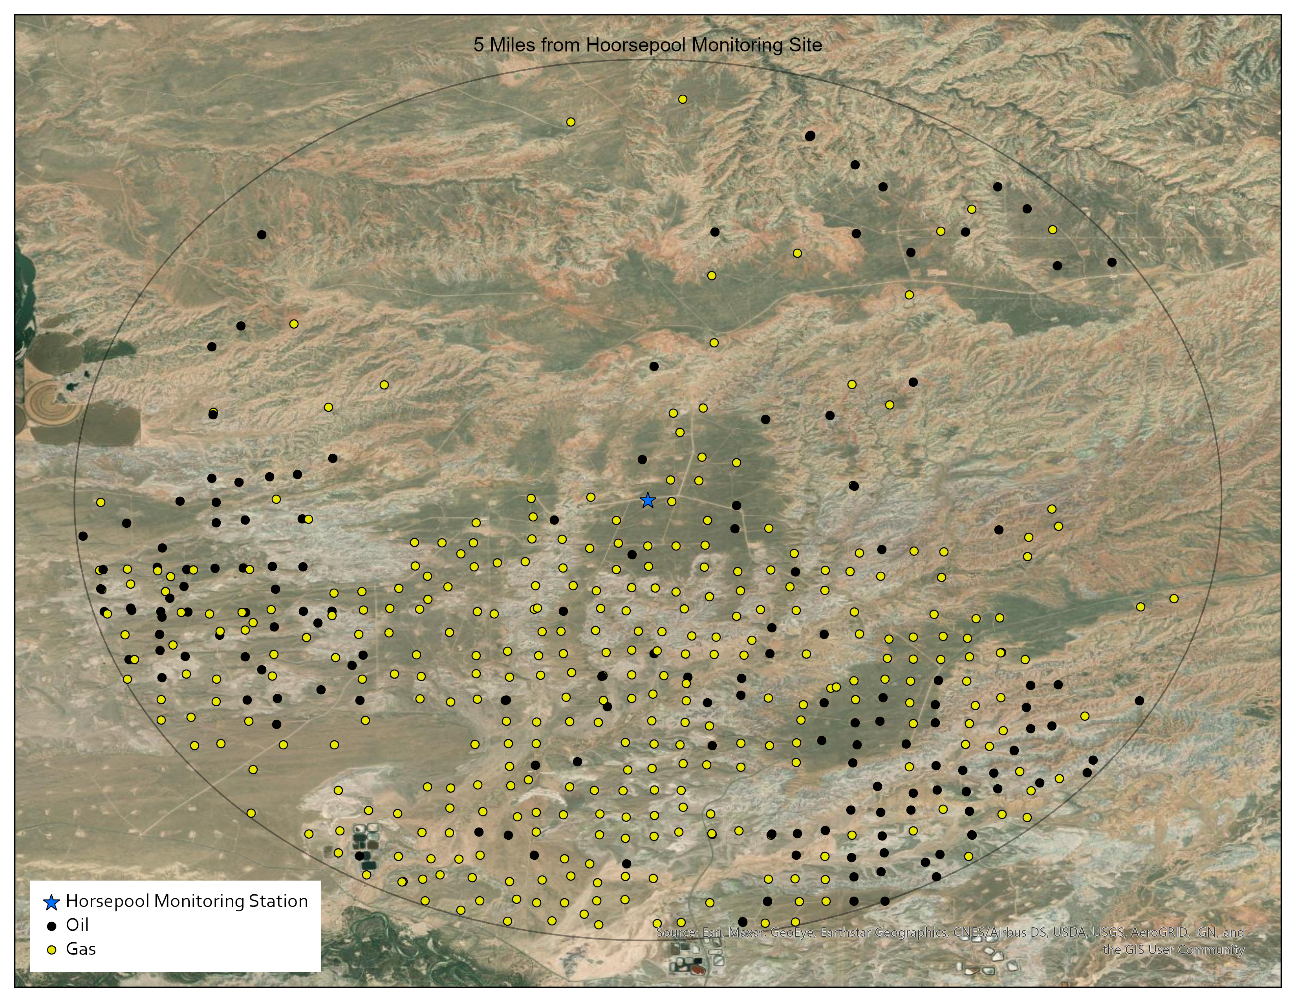 5 Miles from Hoorsepool Monitoring Site
Horsepool Monitoring Station
Oil
Gas
Source: Esri, Maxar, GeoEye, Earthstar Geographics, CNES/Airbus DS, USDA, USGS, AeroGRID, IGN, and
the GIS User Community